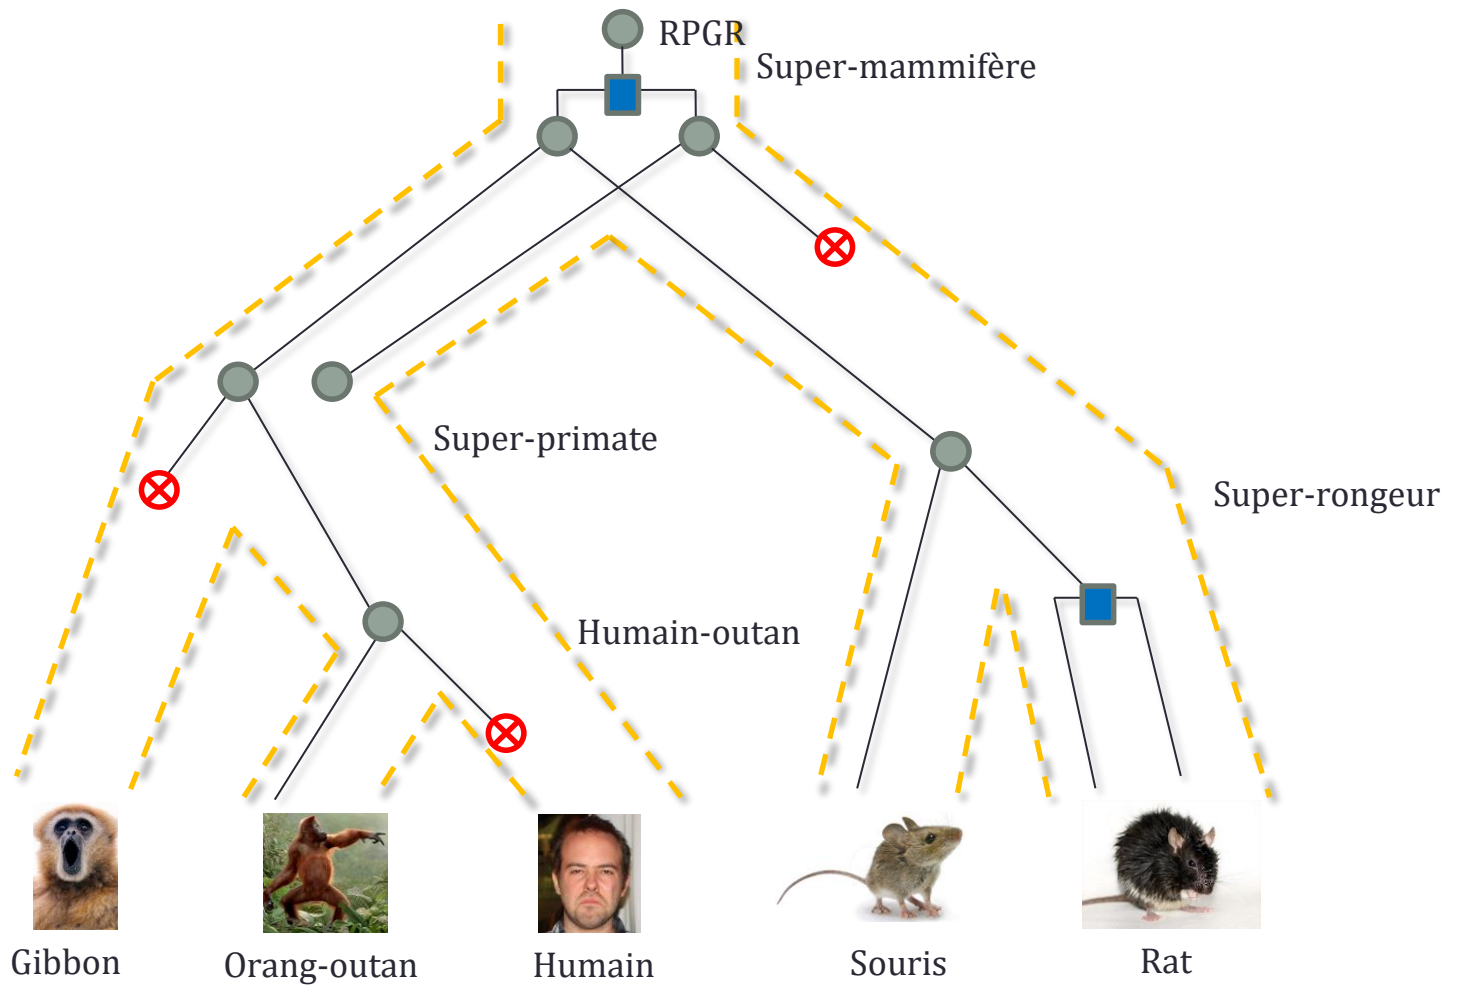 RPGR
Super-mammifère
Super-primate
Super-rongeur
Humain-outan
Gibbon
Orang-outan
Humain
Souris
Rat